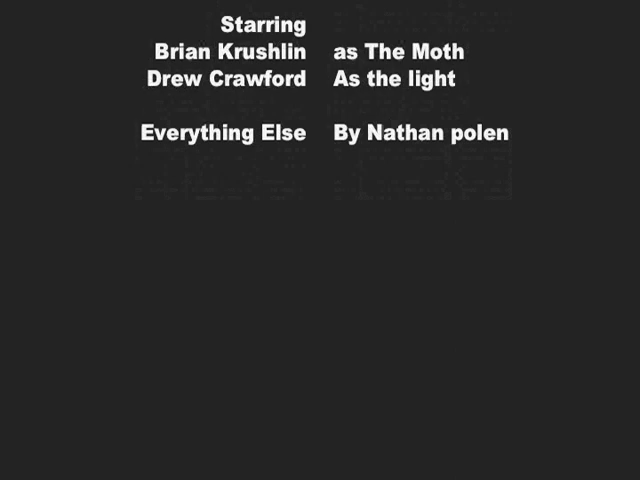 Starring
Brian Krushlin as The Moth
Drew Crawford As the light
Everything Else By Nathan polen